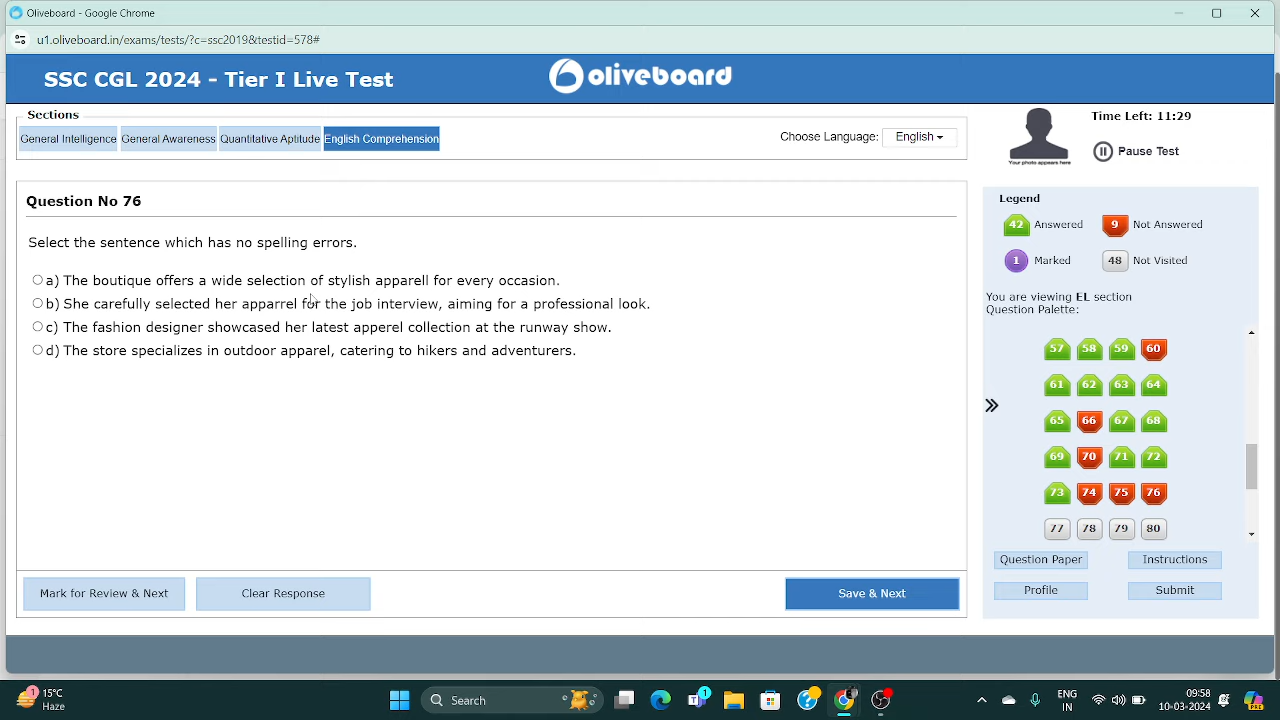 Oliveboard - Google Chrome
u1.oliveboard.in/exams/tests/?c=ssc2019&testid=578#
SSC CGL 2024 - Tier I Live Test
oliveboard
Sections
General Intelligence General Awareness Quantitative Aptitude English Comprehension
Choose Language: English
Your photo appears here
Time Left: 11:29
Pause Test
Question No 76
Select the sentence which has no spelling errors.
a) The boutique offers a wide selection of stylish apparell for every occasion.
b) She carefully selected her apparrel for the job interview, aiming for a professional look.
c) The fashion designer showcased her latest apperel collection at the runway show.
d) The store specializes in outdoor apparel, catering to hikers and adventurers.
Mark for Review & Next Clear Response Save & Next
Legend
42 Answered 9 Not Answered
1 Marked 48 Not Visited
You are viewing EL section
Question Palette:
57 58 59 60
61 62 63 64
65 66 67 68
69 70 71 72
73 74 75 76
77 78 79 80
Question Paper Instructions
Profile Submit
15°C
Haze
Search
ENG
IN
09:58
10-03-2024